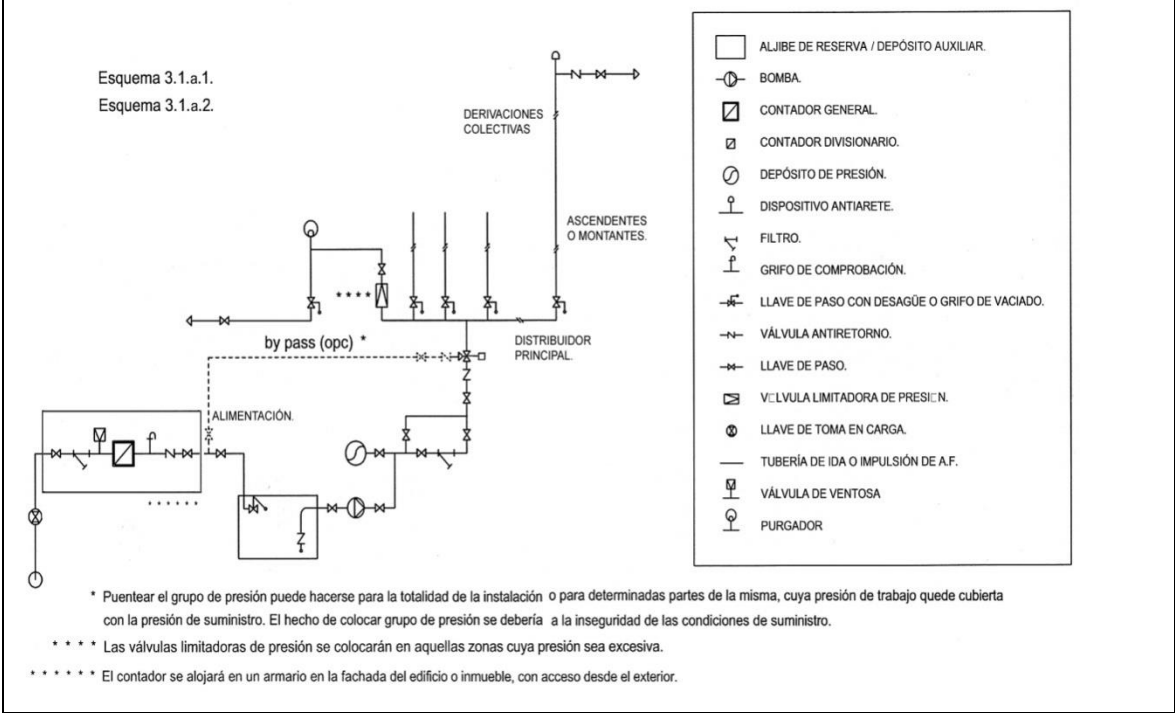 Esquema 3.1.a.1.
Esquema 3.1.a.2.
DERIVACIONES
COLECTIVAS
ASCENDENTES
O MONTANTES.
* * * *
by pass (opc) *
DISTRIBUIDOR
PRINCIPAL.
ALIMENTACIÓN.
* * * * * *
ALJIBE DE RESERVA / DEPÓSITO AUXILIAR.
BOMBA.
CONTADOR GENERAL.
CONTADOR DIVISIONARIO.
DEPÓSITO DE PRESIÓN.
DISPOSITIVO ANTIARETE.
FILTRO.
GRIFO DE COMPROBACIÓN.
LLAVE DE PASO CON DESAGÜE O GRIFO DE VACIADO.
VÁLVULA ANTIRETORNO.
LLAVE DE PASO.
V□LVULA LIMITADORA DE PRESI□N.
LLAVE DE TOMA EN CARGA.
TUBERÍA DE IDA O IMPULSIÓN DE A.F.
VÁLVULA DE VENTOSA
PURGADOR
* Puentear el grupo de presión puede hacerse para la totalidad de la instalación o para determinadas partes de la misma, cuya presión de trabajo quede cubierta
con la presión de suministro. El hecho de colocar grupo de presión se debería a la inseguridad de las condiciones de suministro.
* * * * Las válvulas limitadoras de presión se colocarán en aquellas zonas cuya presión sea excesiva.
* * * * * * El contador se alojará en un armario en la fachada del edificio o inmueble, con acceso desde el exterior.